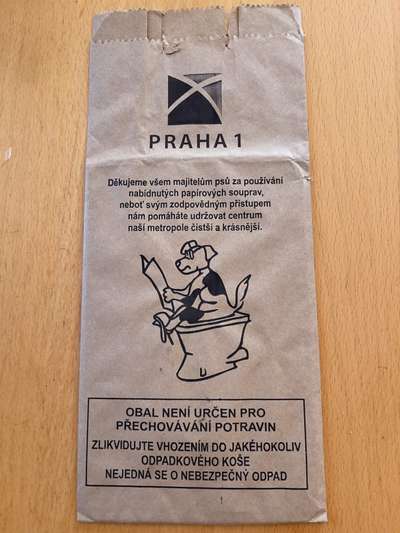 PRAHA 1
Děkujeme všem majitelům psů za používání
nabídnutých papírových souprav,
neboť svým zodpovědným přístupem
nám pomáháte udržovat centrum
naší metropole čistší a krásnější.
OBAL NENÍ URČEN PRO
PŘECHOVÁVÁNÍ POTRAVIN
ZLIKVIDUJTE VHOZENÍM DO JAKÉHOKOLIV
ODPADKOVÉHO KOŠE
NEJEDNÁ SE O NEBEZPEČNÝ ODPAD